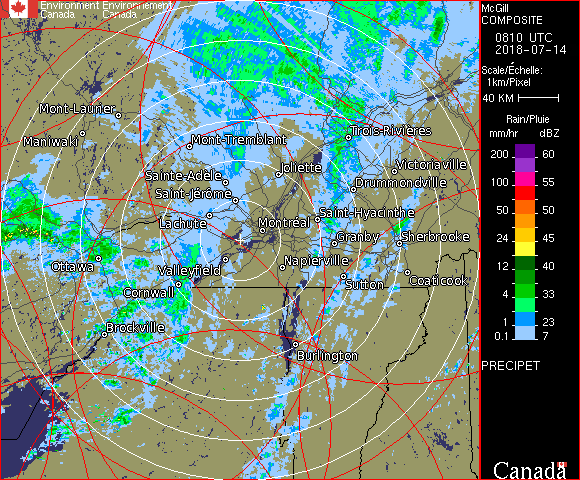 Environment Environnement
Canada Canada
McGill
COMPOSITE
0810 UTC
2018-07-14
Scale/Échelle:
1km/Pixel
40 KM
Rain/Pluie
mm/hr dBZ
200 60
100 55
50 50
24 45
12 40
4 33
1 23
0.1 7
PRECIPET
Canada
Mont-Laurier
Maniwaki
Mont-Tremblant
Trois-Rivières
Joliette
Sainte-Adèle
Victoriaville
Saint-Jérôme
Drummondville
Lachute
Saint-Hyacinthe
Montréal
Granby
Sherbrooke
Ottawa
Valleyfield
Napierville
Cornwall
Sutton
Coaticook
Brockville
Burlington